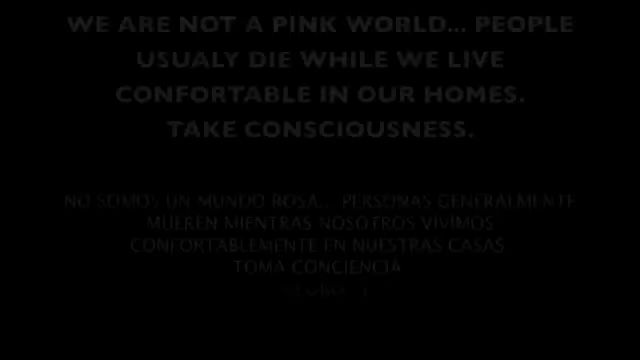 WE ARE NOT A PINK WORLD... PEOPLE
USUALY DIE WHILE WE LIVE
CONFORTABLE IN OUR HOMES.
TAKE CONSCIOUSNESS.
NO SOMOS UN MUNDO ROSA... PERSONAS GENERALMENTE
MUEREN MIENTRAS NOSOTROS VIVIMOS
CONFORTABLEMENTE EN NUESTRAS CASAS
TOMA CONCIENCIA